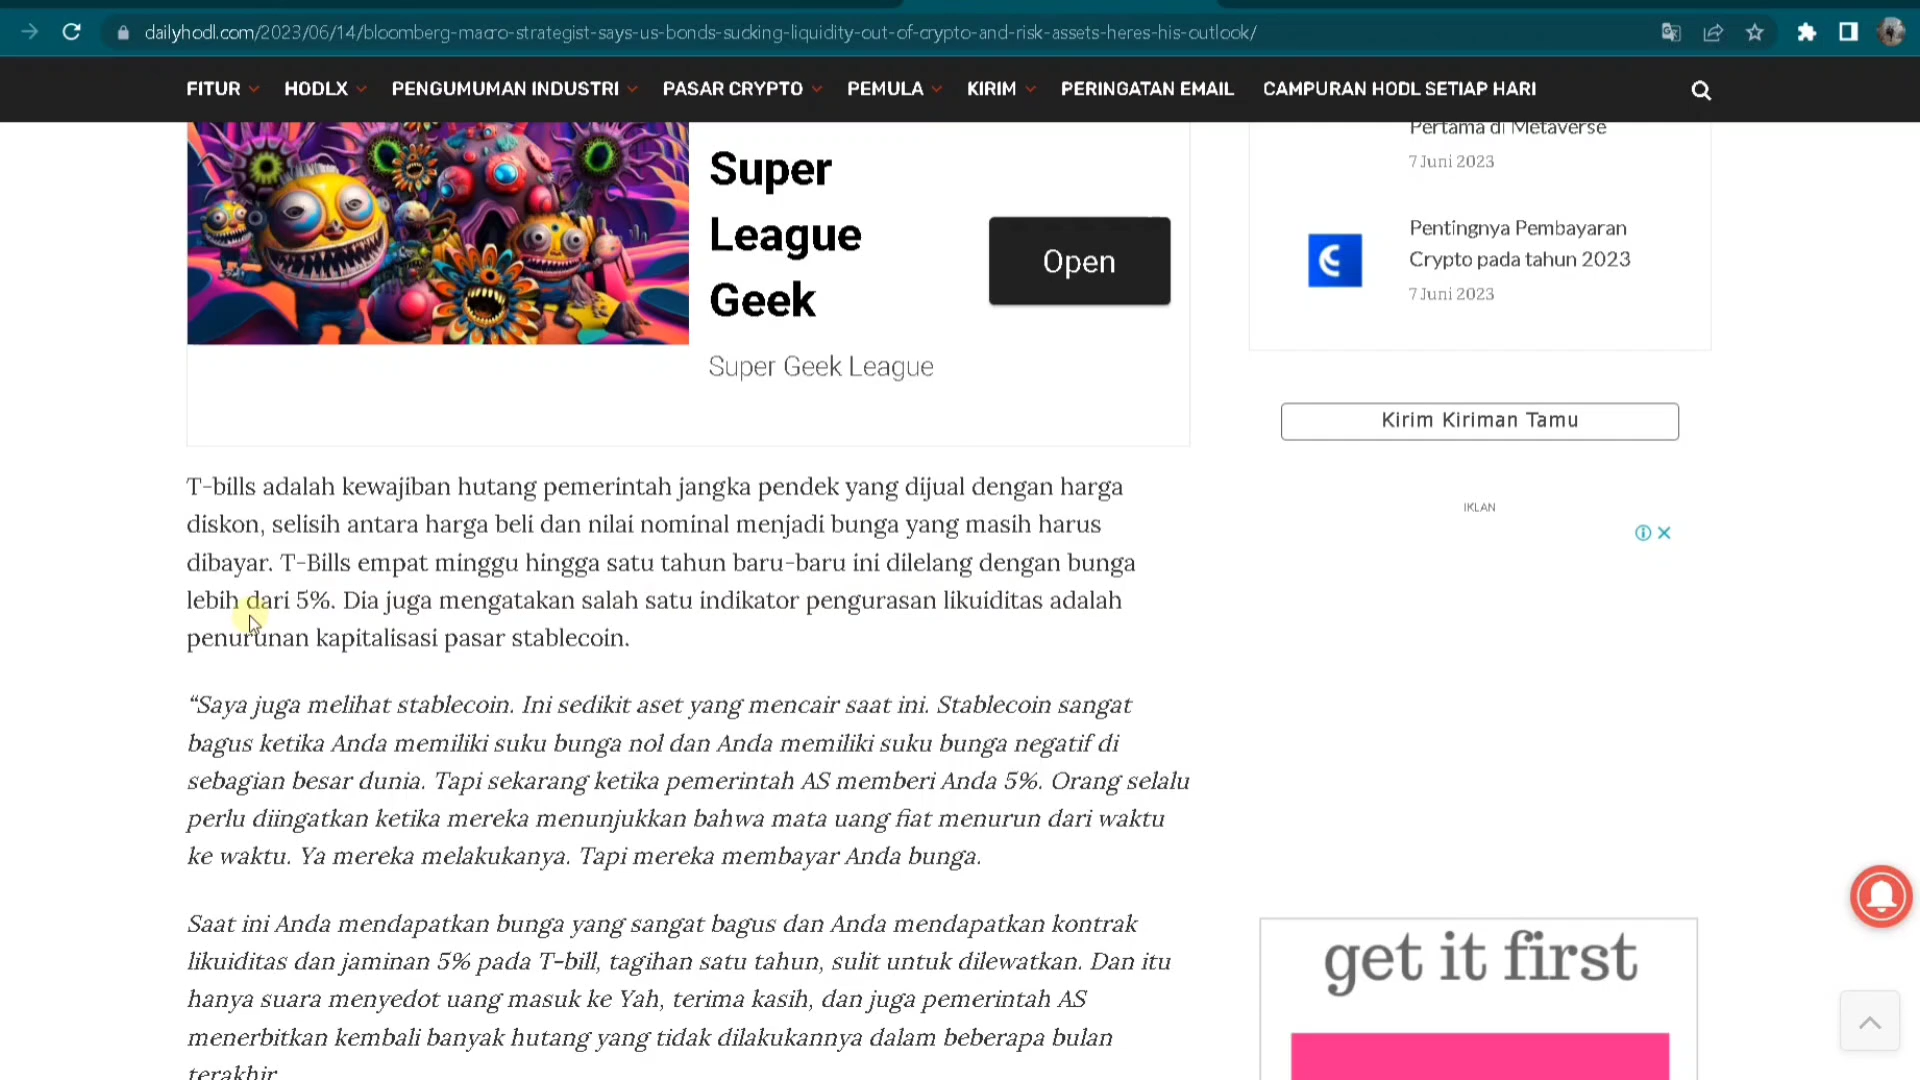 dailyhodl.com/2023/06/14/bloomberg-macro-strategist-says-us-bonds-sucking-liquidity-out-of-crypto-and-risk-assets-heres-his-outlook/
FITUR HODLX PENGUMUMAN INDUSTRI PASAR CRYPTO PEMULA KIRIM PERINGATAN EMAIL CAMPURAN HODL SETIAP HARI
Super
League
Geek
Super Geek League
Open
T-bills adalah kewajiban hutang pemerintah jangka pendek yang dijual dengan harga
diskon, selisih antara harga beli dan nilai nominal menjadi bunga yang masih harus
dibayar. T-Bills empat minggu hingga satu tahun baru-baru ini dilelang dengan bunga
lebih dari 5%. Dia juga mengatakan salah satu indikator pengurasan likuiditas adalah
penurunan kapitalisasi pasar stablecoin.
“Saya juga melihat stablecoin. Ini sedikit aset yang mencair saat ini. Stablecoin sangat
bagus ketika Anda memiliki suku bunga nol dan Anda memiliki suku bunga negatif di
sebagian besar dunia. Tapi sekarang ketika pemerintah AS memberi Anda 5%. Orang selalu
perlu diingatkan ketika mereka menunjukkan bahwa mata uang fiat menurun dari waktu
ke waktu. Ya mereka melakukanya. Tapi mereka membayar Anda bunga.
Saat ini Anda mendapatkan bunga yang sangat bagus dan Anda mendapatkan kontrak
likuiditas dan jaminan 5% pada T-bill, tagihan satu tahun, sulit untuk dilewatkan. Dan itu
hanya suara menyedot uang masuk ke Yah, terima kasih, dan juga pemerintah AS
menerbitkan kembali banyak hutang yang tidak dilakukannya dalam beberapa bulan
terakhir
Pertama di Metaverse
7 Juni 2023
Pentingnya Pembayaran
Crypto pada tahun 2023
7 Juni 2023
Kirim Kiriman Tamu
IKLAN
get it first